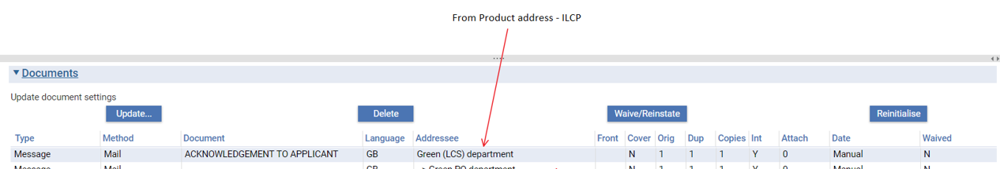 From Product address - ILCP
Documents
Update document settings
Update... Delete Waive/Reinstate Reinitialise
Type Method Document Language Addressee Front Cover Orig Dup Copies Int Attach Date Waived
Message Mail ACKNOWLEDGEMENT TO APPLICANT GB Green (LCS) department N 1 1 1 Y 0 Manual N
Message Mail GB Green PO department N 1 1 1 Y 0 Manual N